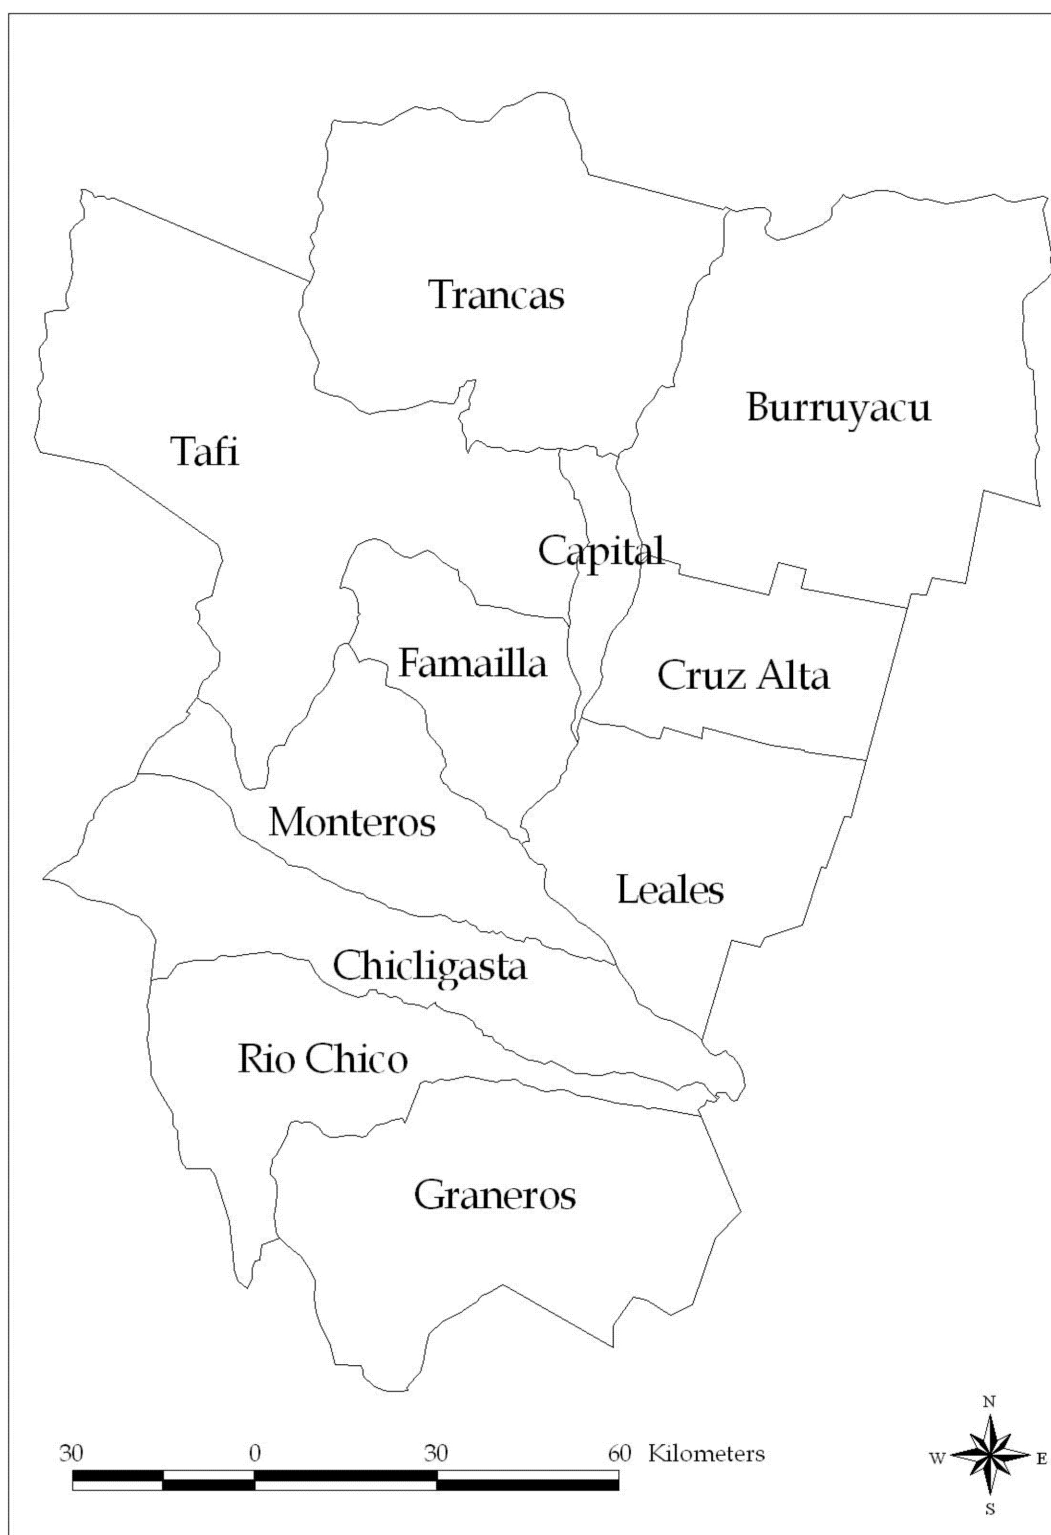 Trancas
Burruyacu
Tafi
Capital
Famailla
Cruz Alta
Monteros
Leales
Chicligasta
Rio Chico
Graneros
30 0 30 60 Kilometers
N
W E
S